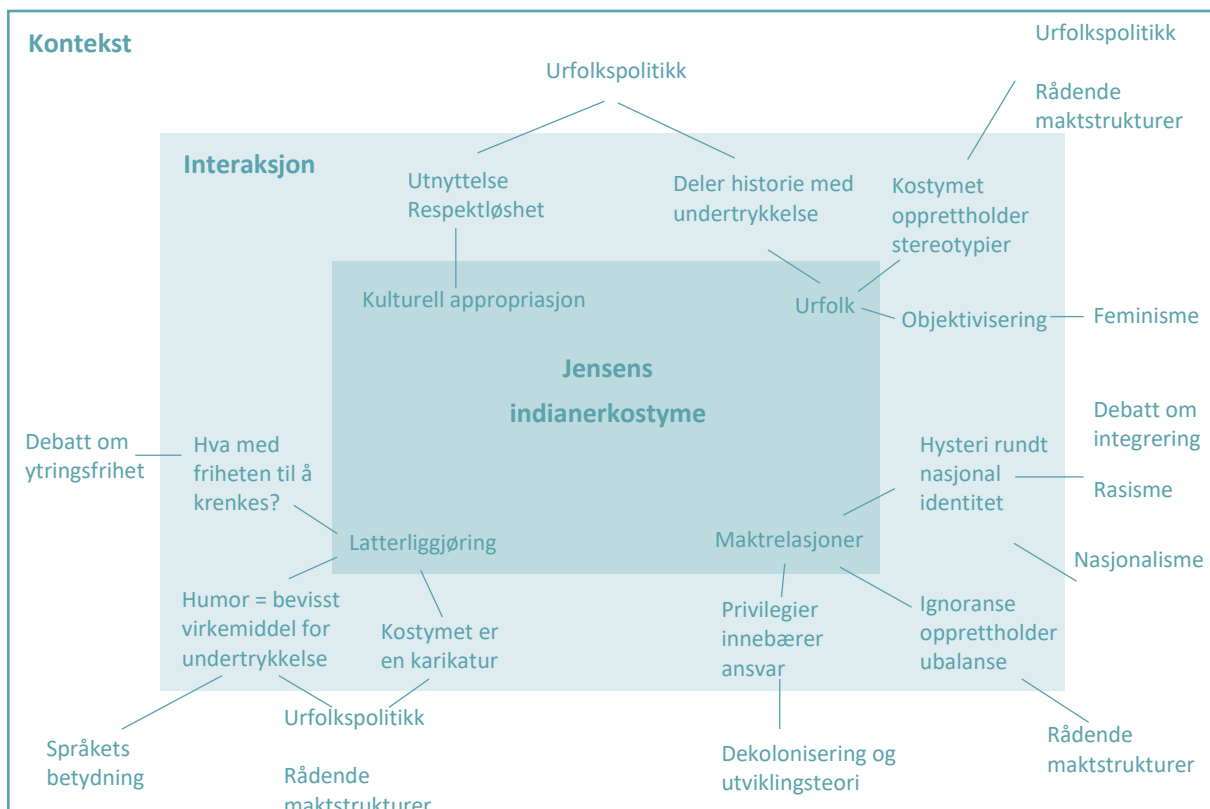 Kontekst
Urfolkspolitikk
Rådende
maktstrukturer
Urfolkspolitikk
Interaksjon
Utnyttelse
Respektløshet
Deler historie med
undertrykkelse
Kostymet
opprettholder
stereotypier
Kulturell appropriasjon
Urfolk
Objektivisering
Feminisme
Jensens
indianerkostyme
Debatt om
ytringsfrihet
Hva med
friheten til å
krenkes?
Hysteri rundt
nasjonal
identitet
Debatt om
integrering
Rasisme
Nasjonalisme
Latterliggjøring
Maktrelasjoner
Humor = bevisst
virkemiddel for
undertrykkelse
Kostymet er
en karikatur
Privilegier
innebærer
ansvar
Ignoranse
opprettholder
ubalanse
Språkets
betydning
Urfolkspolitikk
Rådende
maktstrukturer
Dekolonisering og
utviklingsteori
Rådende
maktstrukturer